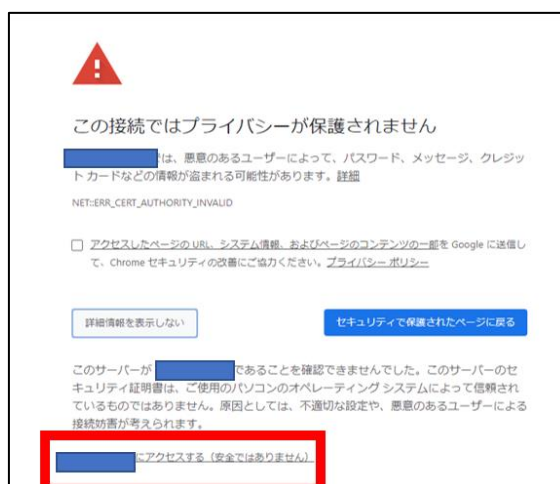 この接続ではプライバシーが保護されません
では、悪意のあるユーザーによって、パスワード、メッセージ、クレジッ
ト カードなどの情報が盗まれる可能性があります。詳細
NET::ERR_CERT_AUTHORITY_INVALID
アクセスしたページの URL、システム情報、およびページのコンテンツの一部を Google に送信し
て、Chrome セキュリティの改善にご協力ください。プライバシー ポリシー
詳細情報を表示しない
セキュリティで保護されたページに戻る
このサーバーが であることを確認できませんでした。このサーバーのセ
キュリティ証明書は、ご使用のパソコンのオペレーティング システムによって信頼され
ているものではありません。原因としては、不適切な設定や、悪意のあるユーザーによる
接続妨害が考えられます。
にアクセスする（安全ではありません）